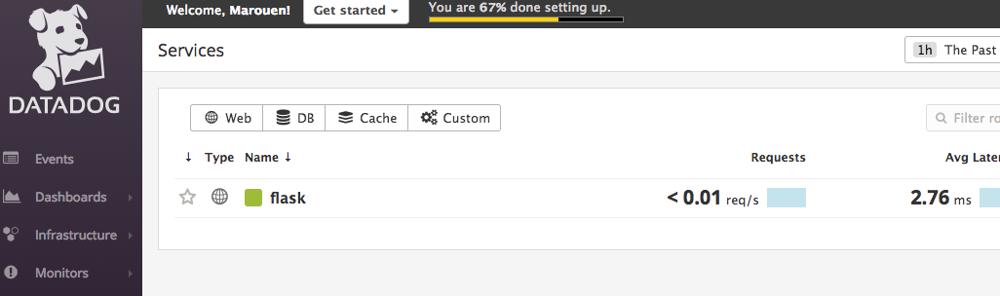 Welcome, Marouen!
Get started
You are 67% done setting up.
DATADOG
Events
Dashboards
Infrastructure
Monitors
Services
1h The Past
Web DB Cache Custom
Filter ro
↓ Type Name ↓ Requests Avg Later
flask < 0.01 req/s 2.76 ms